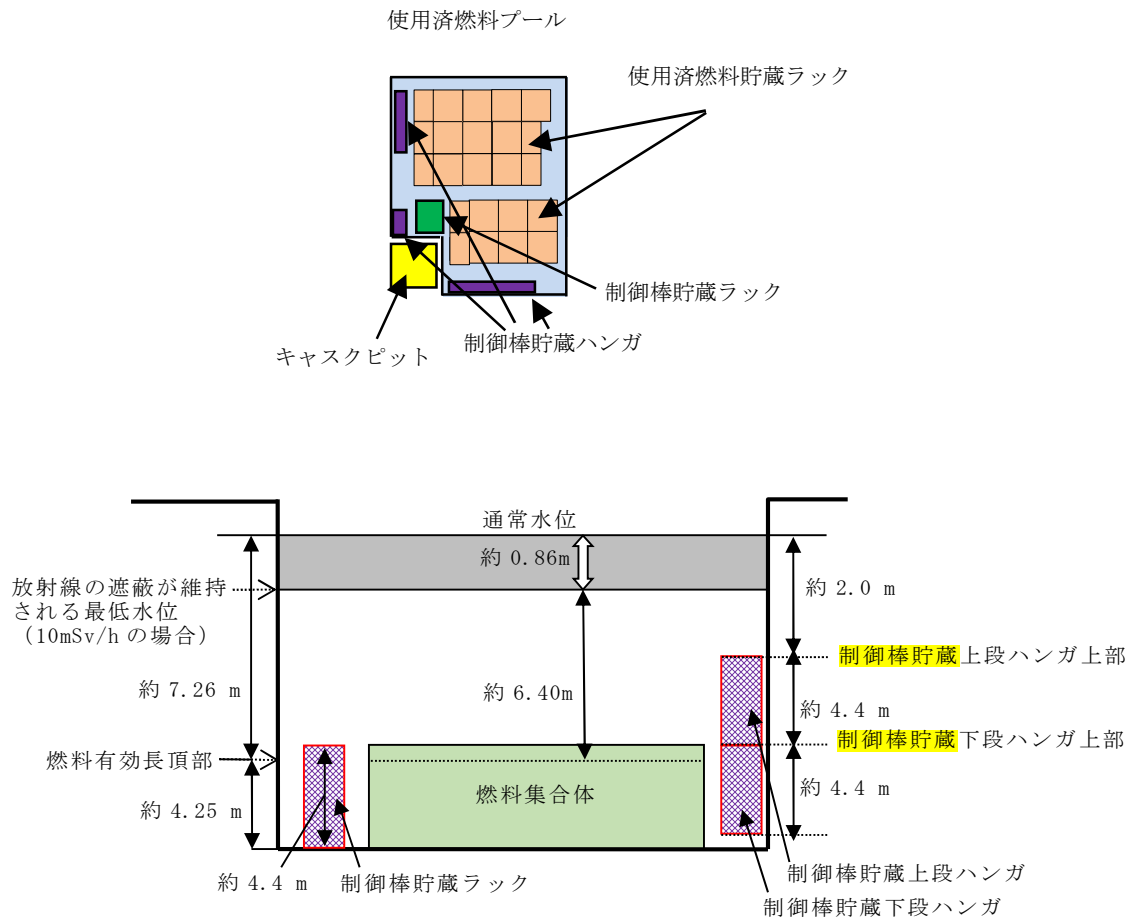 使用済燃料プール
使用済燃料貯蔵ラック
制御棒貯蔵ラック
制御棒貯蔵ハンガ
キャスクピット
通常水位
約 0.86m
放射線の遮蔽が維持
される最低水位
（10mSv/h の場合）
約 2.0 m
制御棒貯蔵上段ハンガ上部
約 7.26 m
約 6.40m
約 4.4 m
制御棒貯蔵下段ハンガ上部
燃料有効長頂部
燃料集合体
約 4.4 m
約 4.25 m
約 4.4 m
制御棒貯蔵ラック
制御棒貯蔵上段ハンガ
制御棒貯蔵下段ハンガ